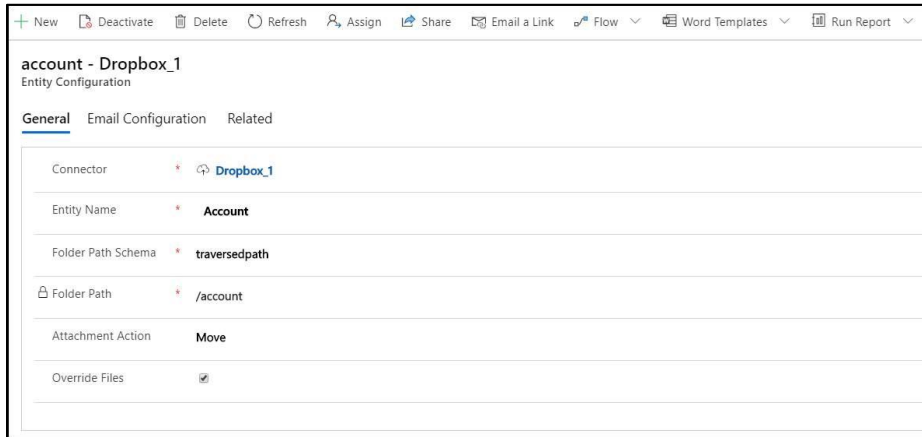 New Deactivate Delete Refresh Assign Share Email a Link Flow Word Templates Run Report
account - Dropbox_1
Entity Configuration
General Email Configuration Related
Connector * Dropbox_1
Entity Name * Account
Folder Path Schema * traversedpath
Folder Path * /account
Attachment Action Move
Override Files